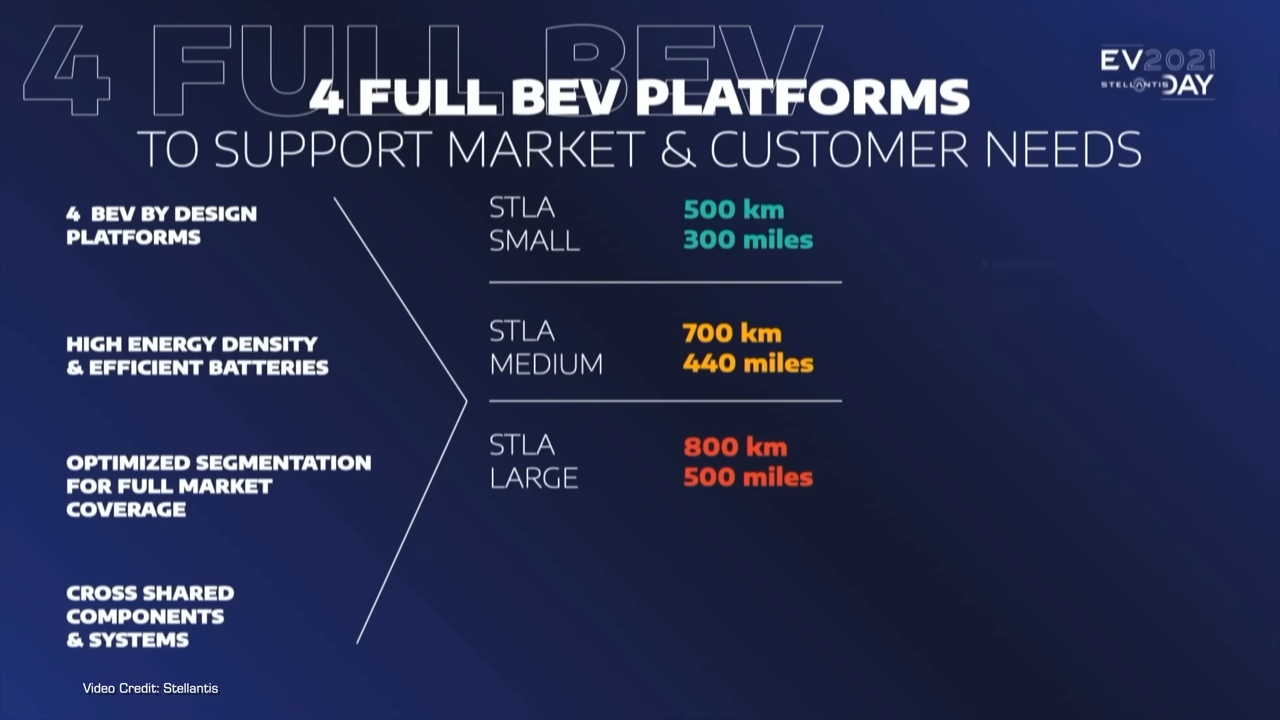 4 FULL BEV
4 FULL BEV PLATFORMS
TO SUPPORT MARKET & CUSTOMER NEEDS
EV2021
STELLANTIS DAY
4 BEV BY DESIGN
PLATFORMS
HIGH ENERGY DENSITY
& EFFICIENT BATTERIES
OPTIMIZED SEGMENTATION
FOR FULL MARKET
COVERAGE
CROSS SHARED
COMPONENTS
& SYSTEMS
STLA 500 km
SMALL 300 miles
STLA 700 km
MEDIUM 440 miles
STLA 800 km
LARGE 500 miles
Video Credit: Stellantis